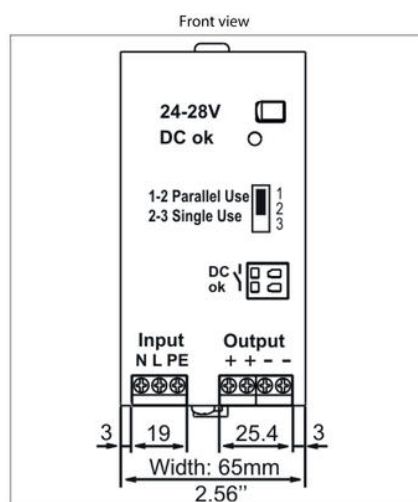 Front view
24-28V
DC ok
1-2 Parallel Use
2-3 Single Use
1
2
3
DC
ok
Input Output
N L PE + + - -
3 19 25.4 3
Width: 65mm
2.56"